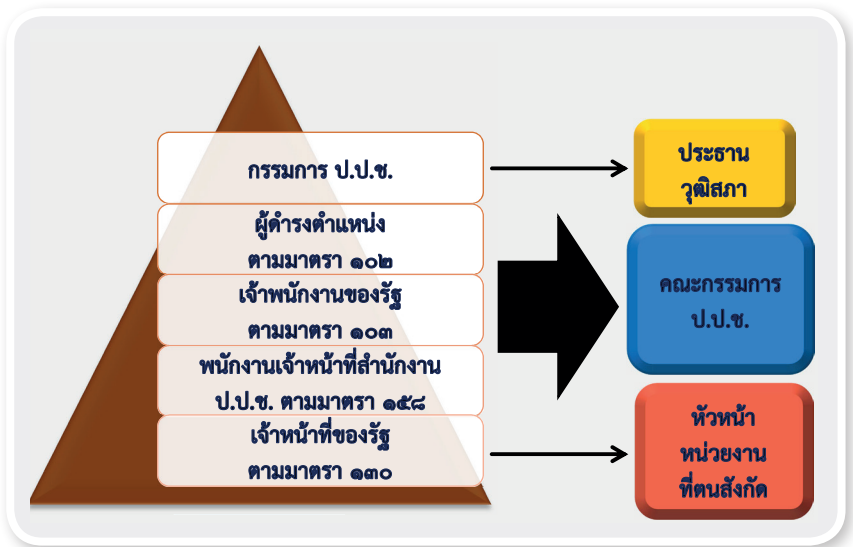 กรรมการ ป.ป.ช.
ประธาน
วุฒิสภา
ผู้ดำรงตำแหน่ง
ตามมาตรา ๑๐๒
เจ้าพนักงานของรัฐ
ตามมาตรา ๑๐๓
พนักงานเจ้าหน้าที่สำนักงาน
ป.ป.ช. ตามมาตรา ๑๕๘
คณะกรรมการ
ป.ป.ช.
เจ้าหน้าที่ของรัฐ
ตามมาตรา ๑๓๐
หัวหน้า
หน่วยงาน
ที่ตนสังกัด